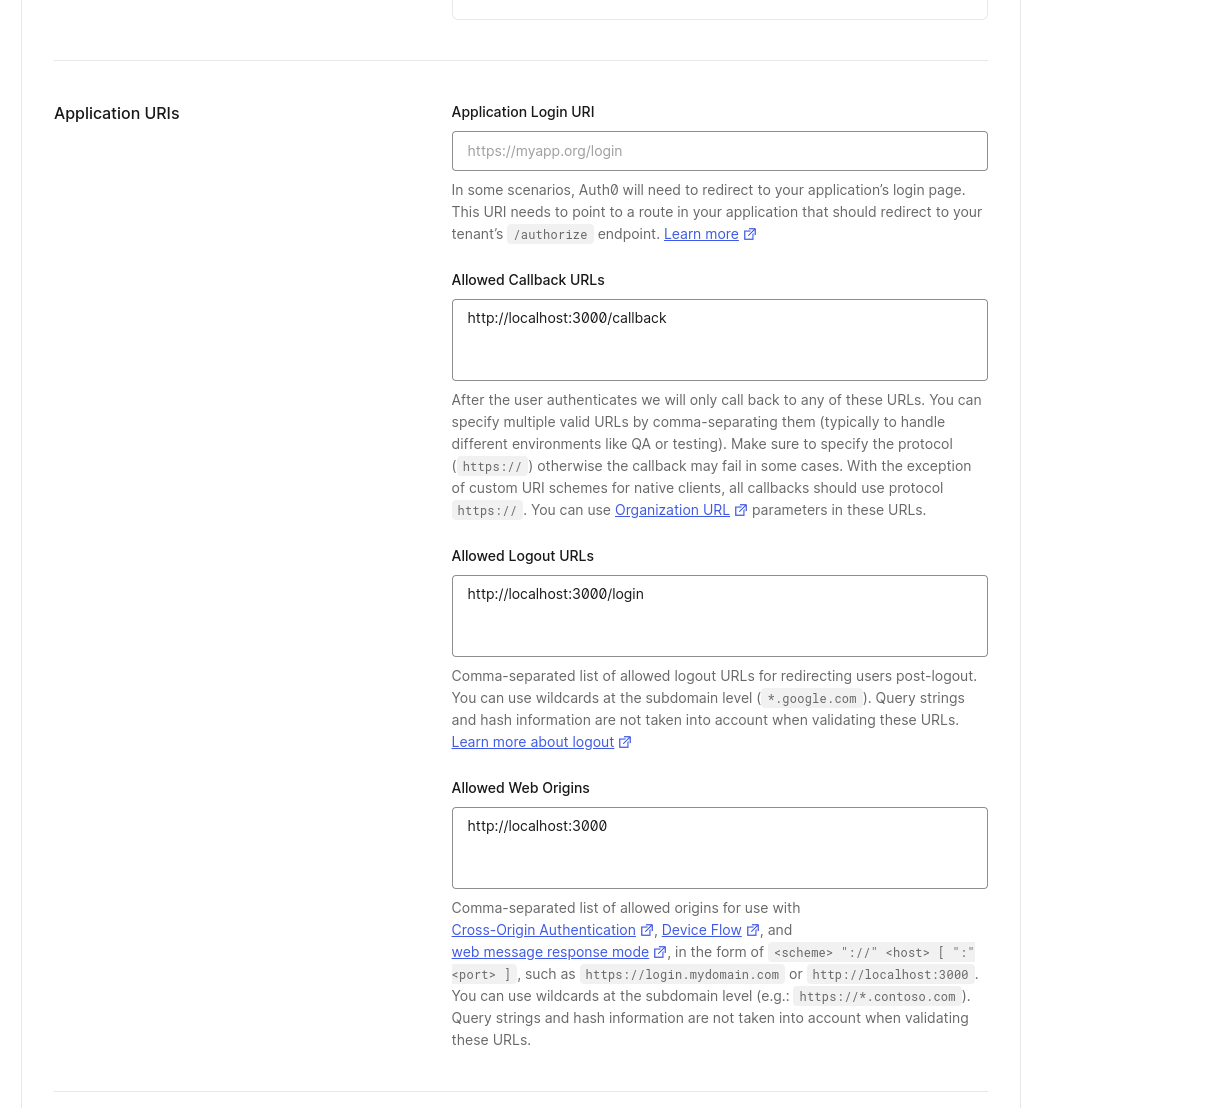 Application URIs
Application Login URI
https://myapp.org/login
In some scenarios, Auth0 will need to redirect to your application’s login page.
This URI needs to point to a route in your application that should redirect to your
tenant’s /authorize endpoint. Learn more
Allowed Callback URLs
http://localhost:3000/callback
After the user authenticates we will only call back to any of these URLs. You can
specify multiple valid URLs by comma-separating them (typically to handle
different environments like QA or testing). Make sure to specify the protocol
( https:// ) otherwise the callback may fail in some cases. With the exception
of custom URI schemes for native clients, all callbacks should use protocol
https:// . You can use Organization URL parameters in these URLs.
Allowed Logout URLs
http://localhost:3000/login
Comma-separated list of allowed logout URLs for redirecting users post-logout.
You can use wildcards at the subdomain level ( *.google.com ). Query strings
and hash information are not taken into account when validating these URLs.
Learn more about logout
Allowed Web Origins
http://localhost:3000
Comma-separated list of allowed origins for use with
Cross-Origin Authentication , Device Flow , and
web message response mode , in the form of <scheme> "://" <host> [ ":"
<port> ] , such as https://login.mydomain.com or http://localhost:3000 .
You can use wildcards at the subdomain level (e.g.: https://*.contoso.com ).
Query strings and hash information are not taken into account when validating
these URLs.